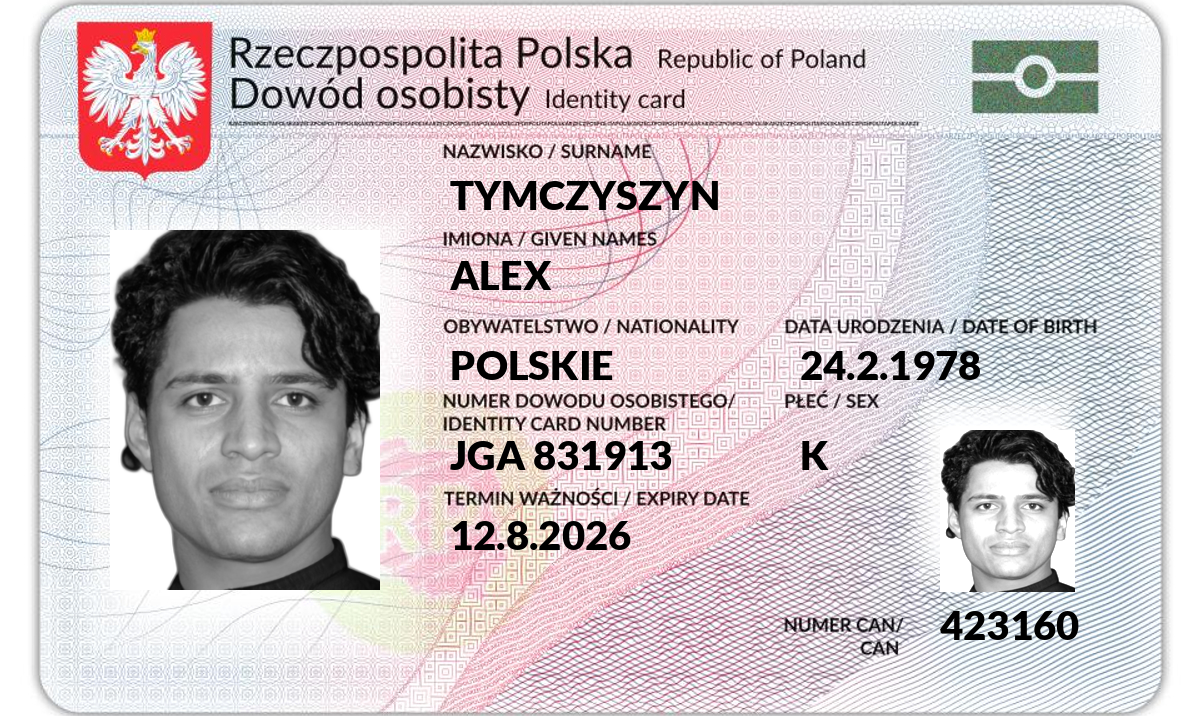 Rzeczpospolita Polska Republic of Poland
Dowód osobisty Identity card
NAZWISKO / SURNAME
TYMCZYSZYN
IMIONA / GIVEN NAMES
ALEX
OBYWATELSTWO / NATIONALITY DATA URODZENIA / DATE OF BIRTH
POLSKIE 24.2.1978
NUMER DOWODU OSOBISTEGO/ PŁEĆ / SEX
IDENTITY CARD NUMBER
JGA 831913 K
TERMIN WAŻNOŚCI / EXPIRY DATE
12.8.2026
NUMER CAN/ 423160
CAN